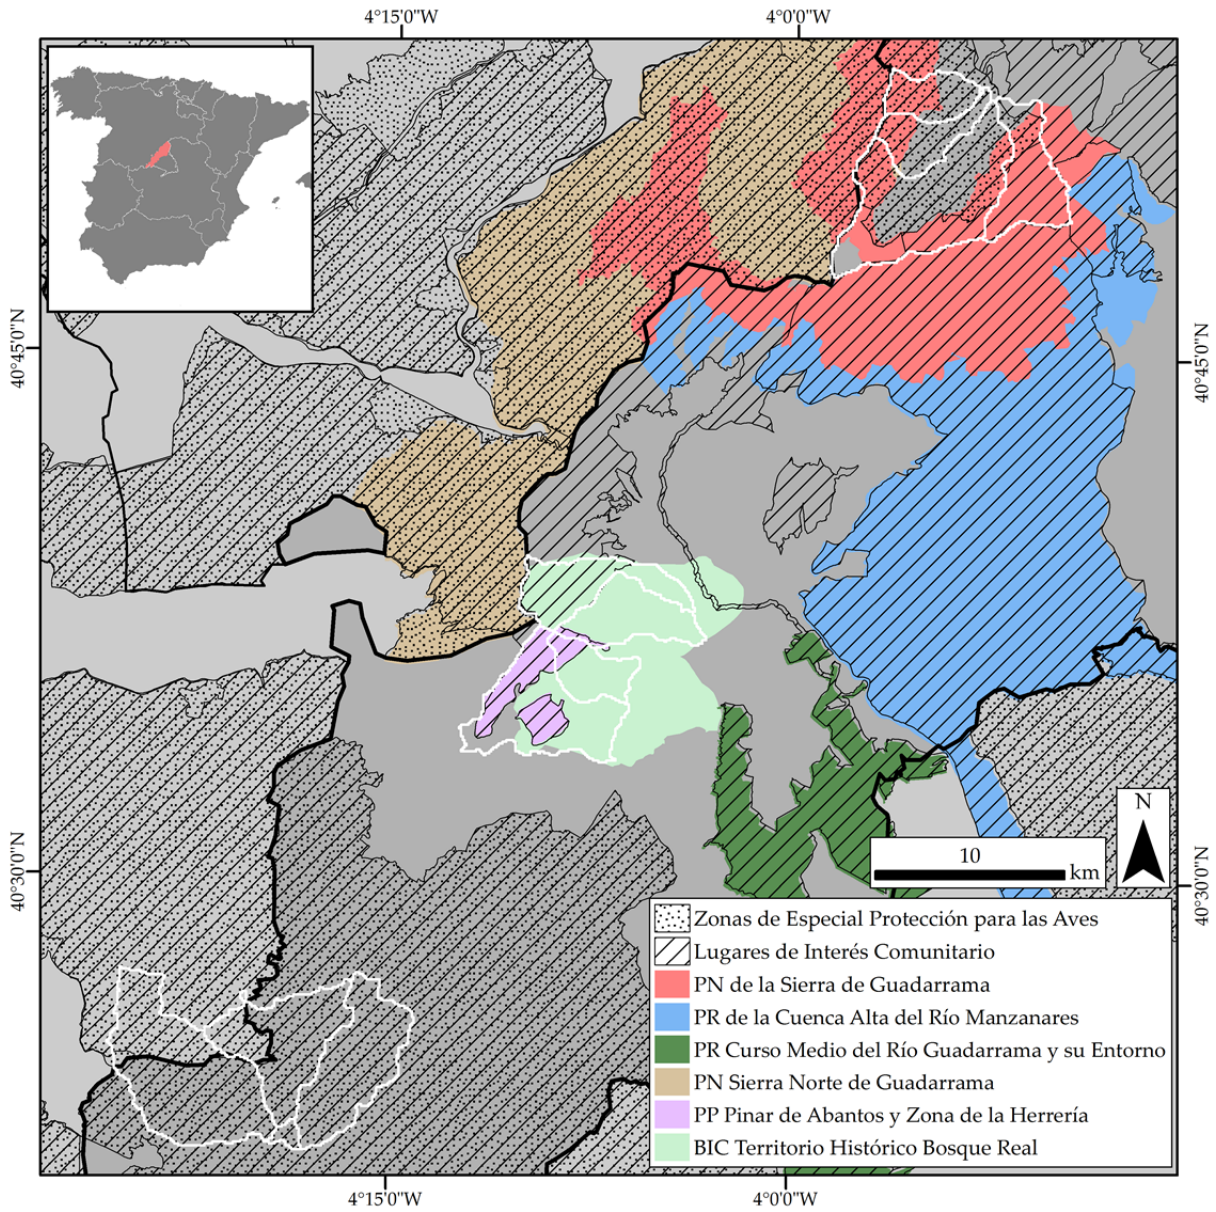 4°15'0"W
4°0'0"W
40°45'0"N
40°45'0"N
40°30'0"N
40°30'0"N
N
10
km
Zonas de Especial Protección para las Aves
Lugares de Interés Comunitario
PN de la Sierra de Guadarrama
PR de la Cuenca Alta del Río Manzanares
PR Curso Medio del Río Guadarrama y su Entorno
PN Sierra Norte de Guadarrama
PP Pinar de Abantos y Zona de la Herrería
BIC Territorio Histórico Bosque Real
4°15'0"W
4°0'0"W